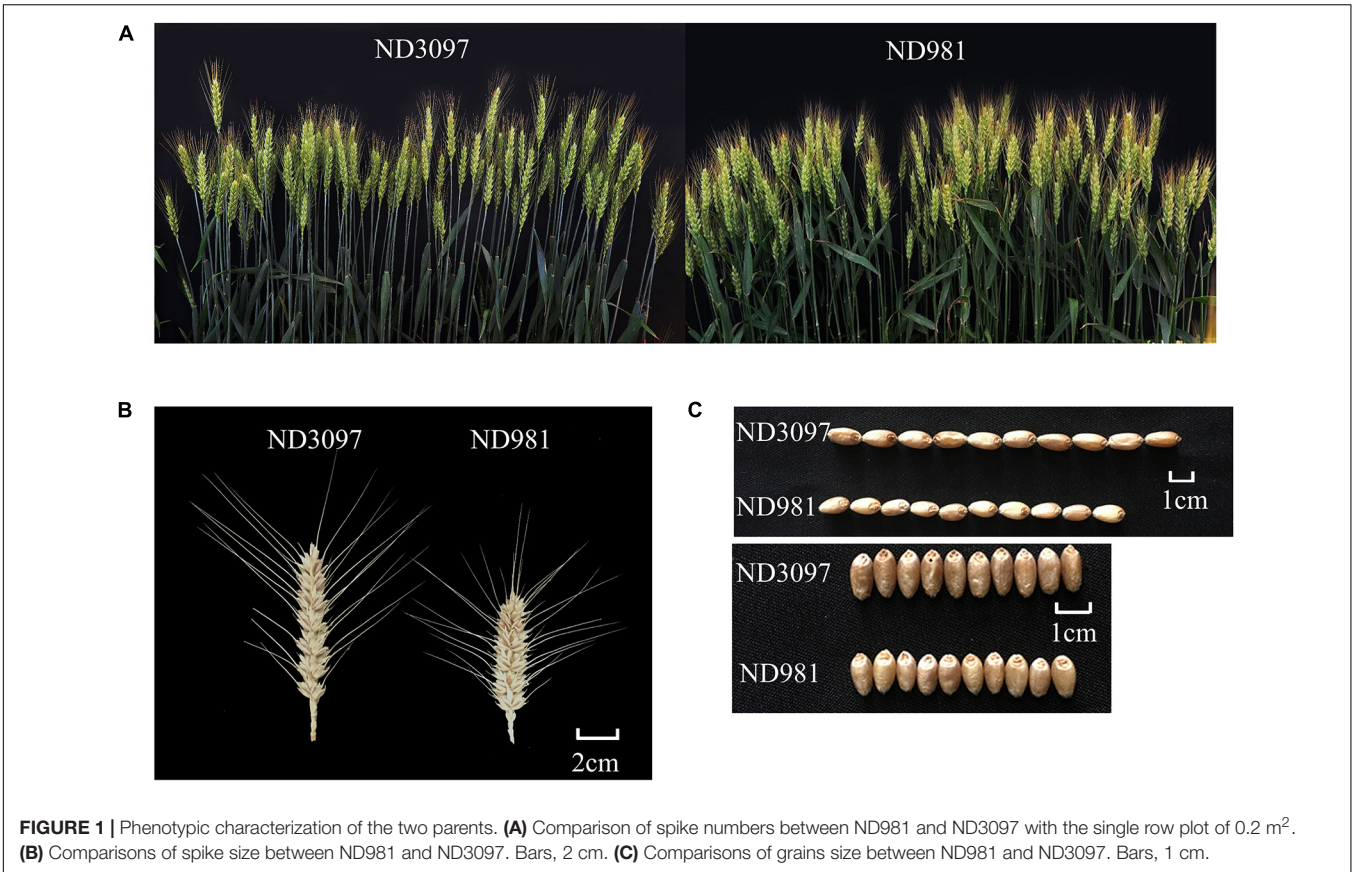 A
ND3097
ND981
B
ND3097
ND981
2cm
C
ND3097
1cm
ND981
ND3097
1cm
ND981
FIGURE 1 | Phenotypic characterization of the two parents. (A) Comparison of spike numbers between ND981 and ND3097 with the single row plot of 0.2 m².
(B) Comparisons of spike size between ND981 and ND3097. Bars, 2 cm. (C) Comparisons of grains size between ND981 and ND3097. Bars, 1 cm.